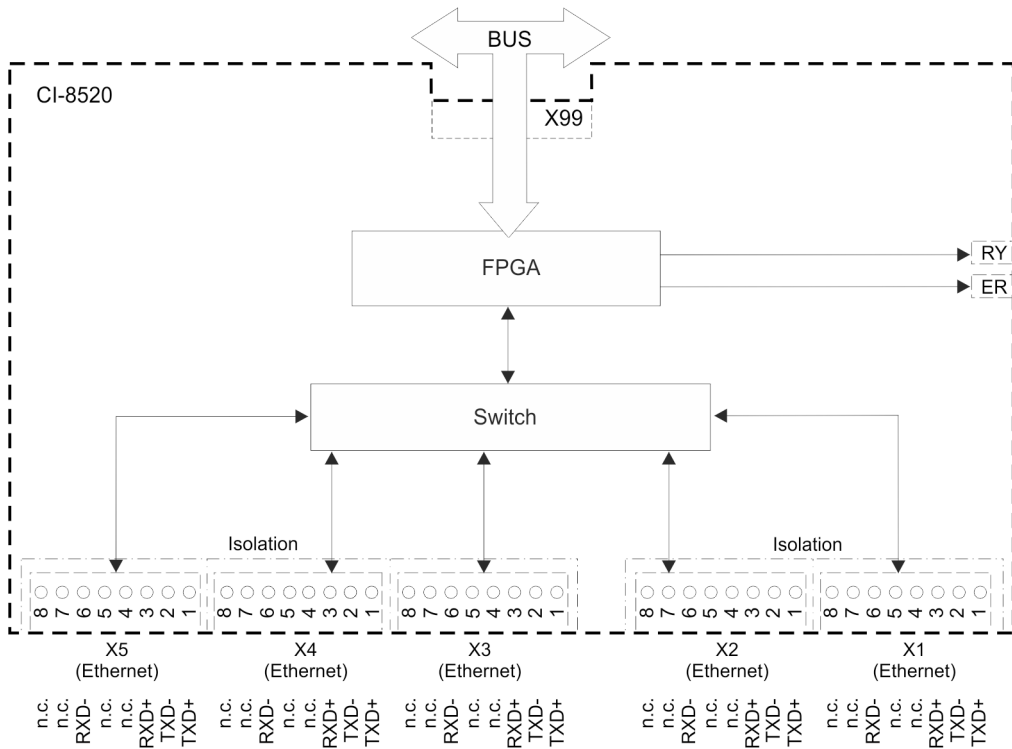 BUS
CI-8520
X99
FPGA
RY
ER
Switch
Isolation
Isolation
8 7 6 5 4 3 2 1
8 7 6 5 4 3 2 1
8 7 6 5 4 3 2 1
8 7 6 5 4 3 2 1
8 7 6 5 4 3 2 1
X5
(Ethernet)
X4
(Ethernet)
X3
(Ethernet)
X2
(Ethernet)
X1
(Ethernet)
n.c. n.c. RXD- n.c. n.c. RXD+ TXD- TXD+
n.c. n.c. RXD- n.c. n.c. RXD+ TXD- TXD+
n.c. n.c. RXD- n.c. n.c. RXD+ TXD- TXD+
n.c. n.c. RXD- n.c. n.c. RXD+ TXD- TXD+
n.c. n.c. RXD- n.c. n.c. RXD+ TXD- TXD+